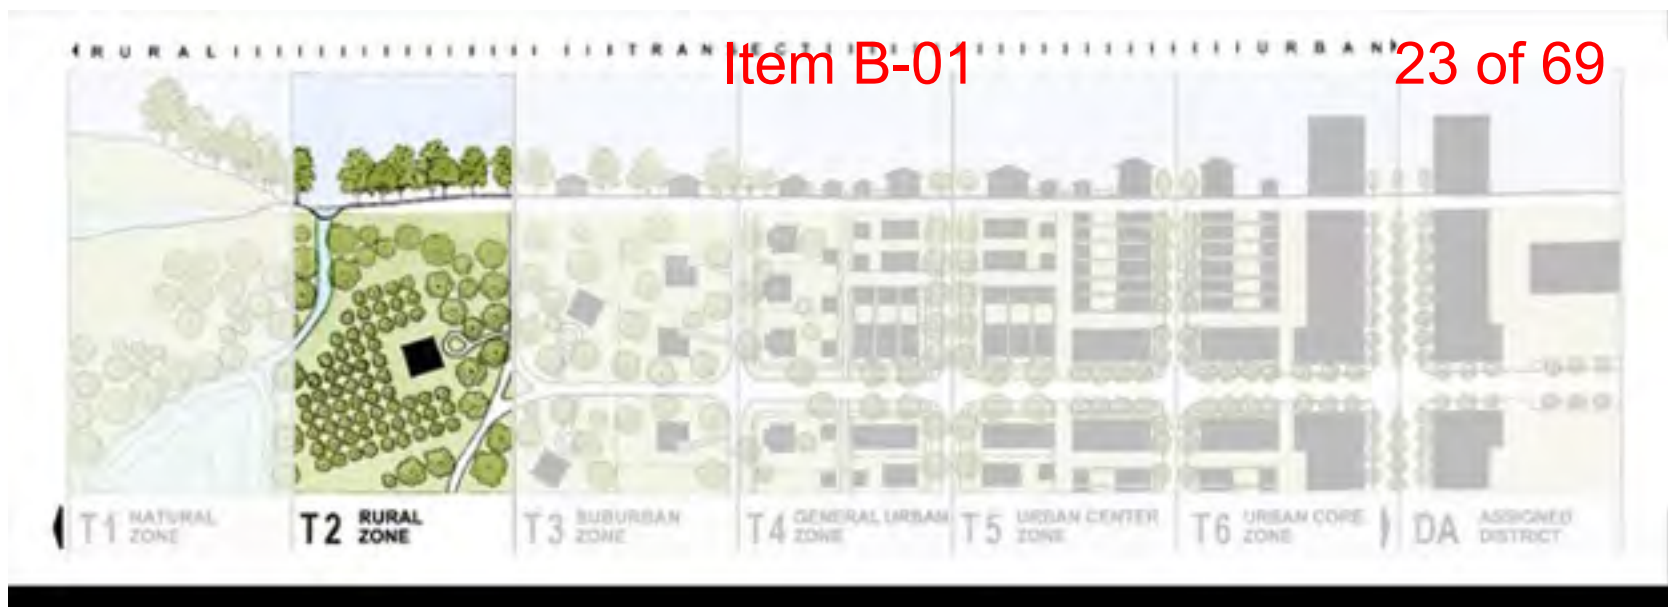 RURAL TRANSECT URBAN
Item B-01
23 of 69
T1 NATURAL ZONE
T2 RURAL ZONE
T3 SUBURBAN ZONE
T4 GENERAL URBAN ZONE
T5 URBAN CENTER ZONE
T6 URBAN CORE ZONE
DA ASSIGNED DISTRICT